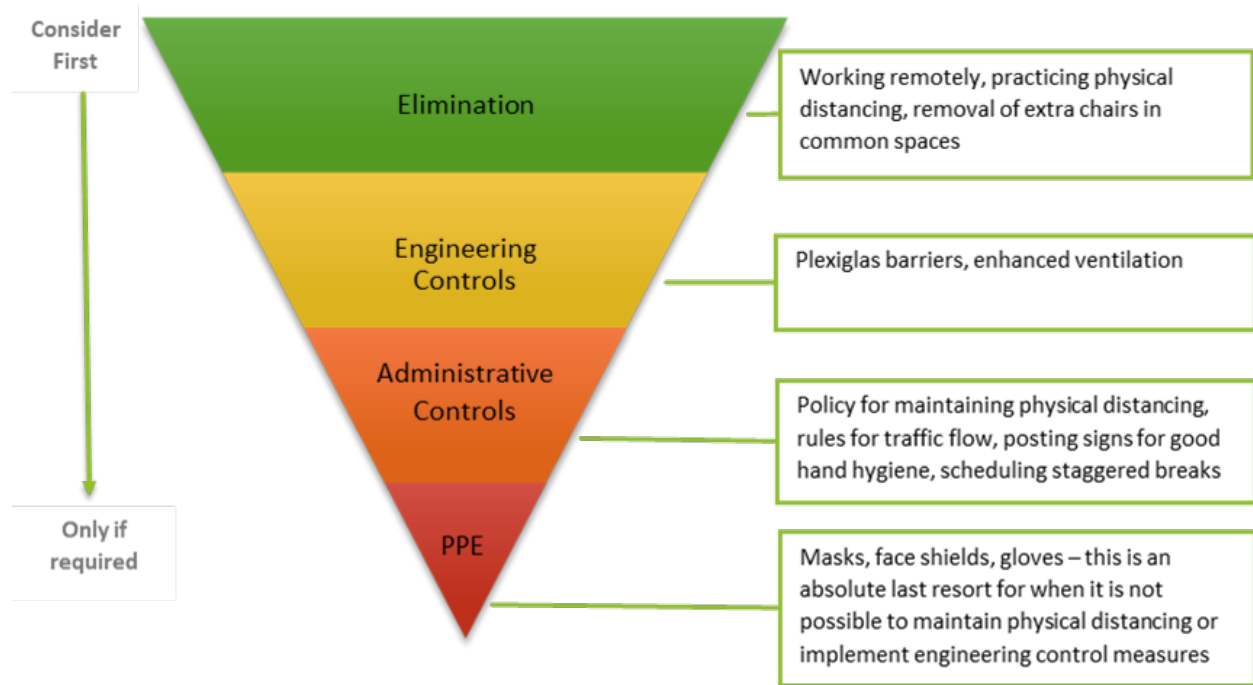 Consider
First
Elimination
Working remotely, practicing physical
distancing, removal of extra chairs in
common spaces
Engineering
Controls
Plexiglas barriers, enhanced ventilation
Administrative
Controls
Policy for maintaining physical distancing,
rules for traffic flow, posting signs for good
hand hygiene, scheduling staggered breaks
Only if
required
PPE
Masks, face shields, gloves – this is an
absolute last resort for when it is not
possible to maintain physical distancing or
implement engineering control measures